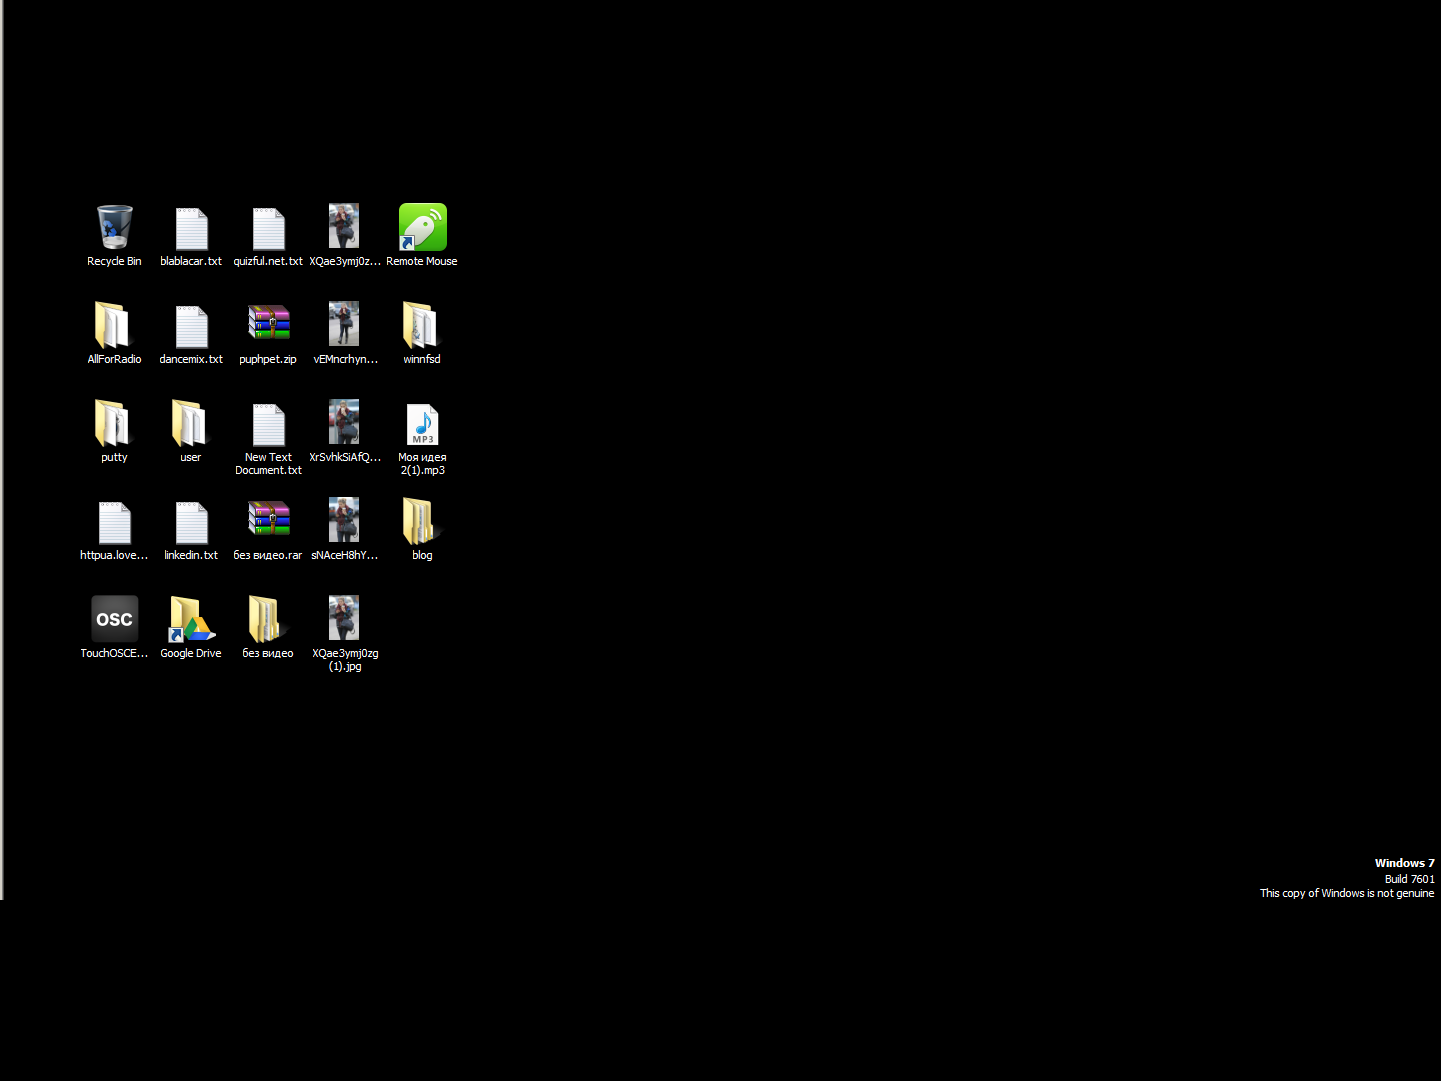 Recycle Bin
blablacar.txt
quizful.net.txt
XQae3ymj0z...
Remote Mouse
AllForRadio
dancemix.txt
puphpet.zip
vEMncrhyn...
winnfsd
putty
user
New Text
Document.txt
XrSvhkSiAfQ...
MP3
Моя идея
2(1).mp3
httpua.love...
linkedin.txt
без видео.rar
sNAceH8hY...
blog
OSC
TouchOSCE...
Google Drive
без видео
XQae3ymj0zg
(1).jpg
Windows 7
Build 7601
This copy of Windows is not genuine